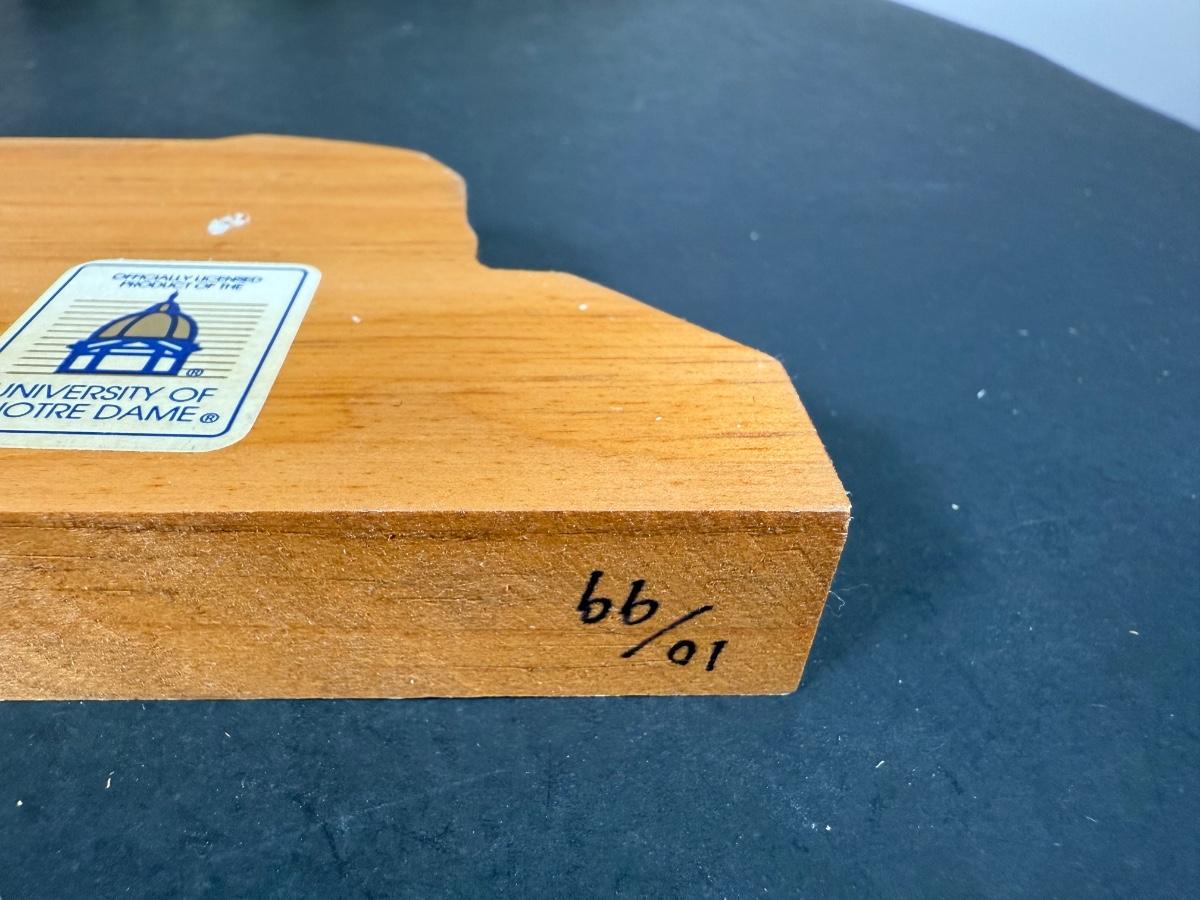 OFFICIALLY LICENSED
PRODUCT OF THE
®
UNIVERSITY OF
NOTRE DAME®
10/99